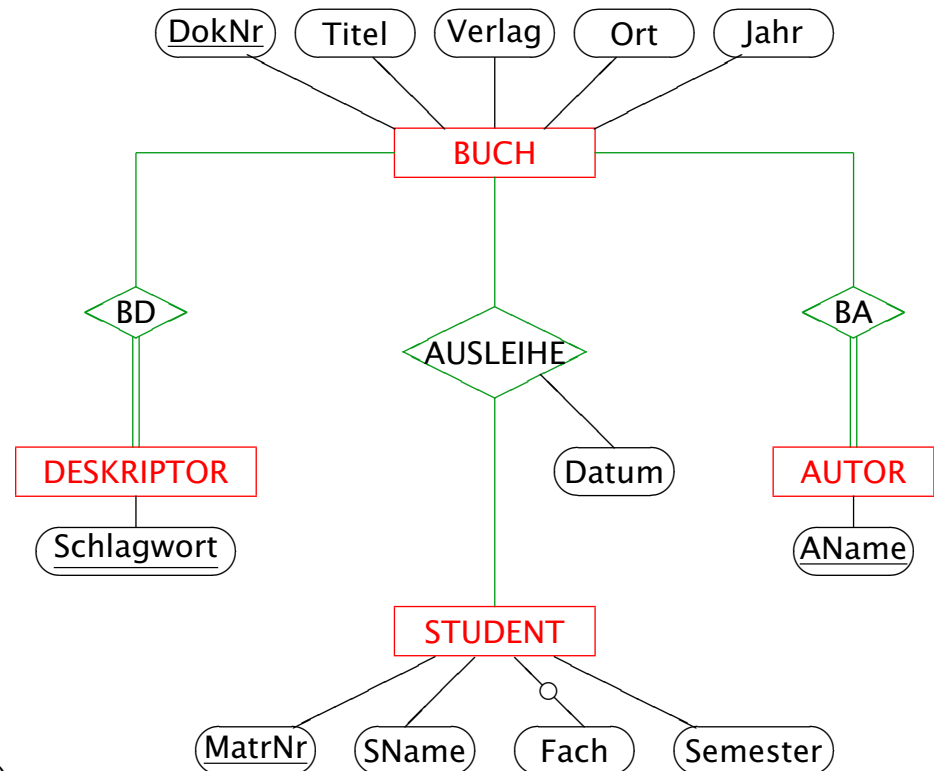 DokNr Titel Verlag Ort Jahr
BUCH
BD
AUSLEIHE
BA
DESKRIPTOR
Datum
AUTOR
Schlagwort
AName
STUDENT
MatrNr SName Fach Semester